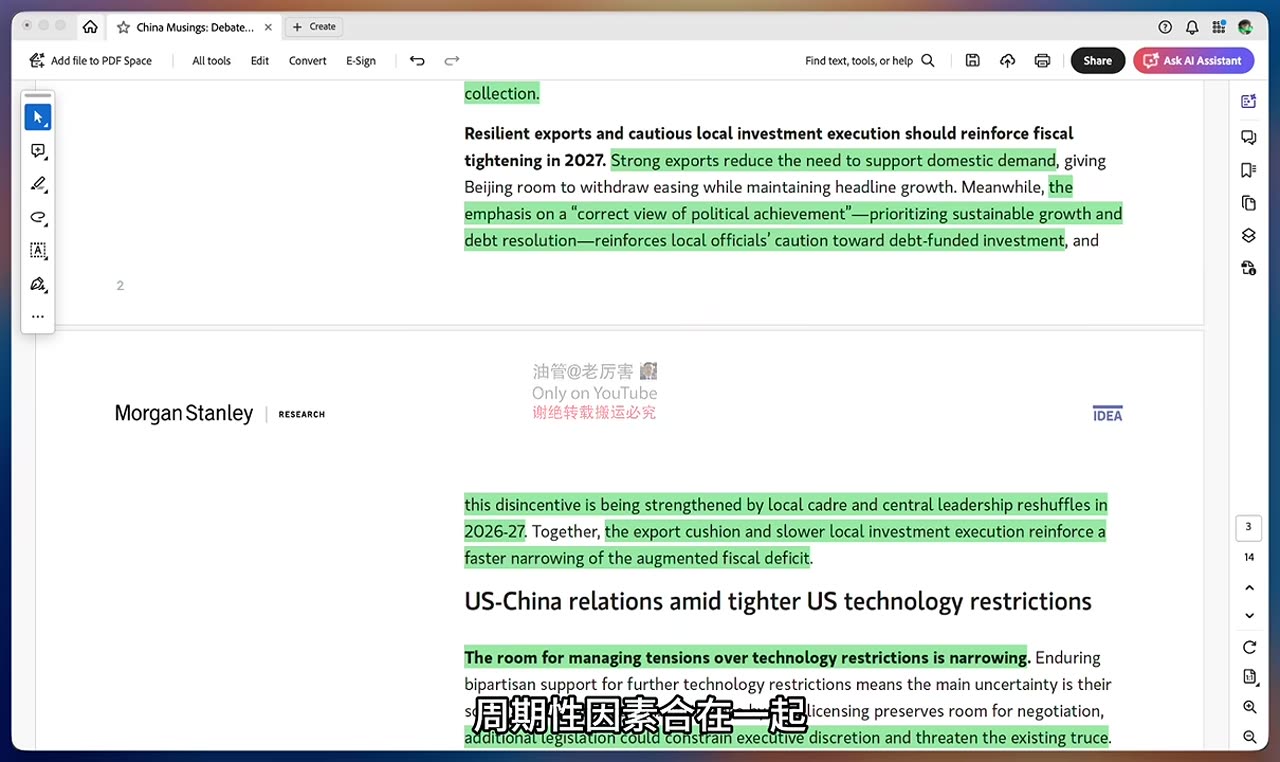 China Musings: Debate...
Create
Add file to PDF Space
All tools
Edit
Convert
E-Sign
Find text, tools, or help
Share
Ask AI Assistant
collection.
Resilient exports and cautious local investment execution should reinforce fiscal
tightening in 2027. Strong exports reduce the need to support domestic demand, giving
Beijing room to withdraw easing while maintaining headline growth. Meanwhile, the
emphasis on a “correct view of political achievement”—prioritizing sustainable growth and
debt resolution—reinforces local officials’ caution toward debt-funded investment, and
2
油管@老厉害
Only on YouTube
谢绝转载搬运必究
Morgan Stanley | RESEARCH
IDEA
this disincentive is being strengthened by local cadre and central leadership reshuffles in
2026-27. Together, the export cushion and slower local investment execution reinforce a
faster narrowing of the augmented fiscal deficit.
3
14
US-China relations amid tighter US technology restrictions
The room for managing tensions over technology restrictions is narrowing. Enduring
bipartisan support for further technology restrictions means the main uncertainty is their
licensing preserves room for negotiation,
周期性因素合在一起
additional legislation could constrain executive discretion and threaten the existing truce.